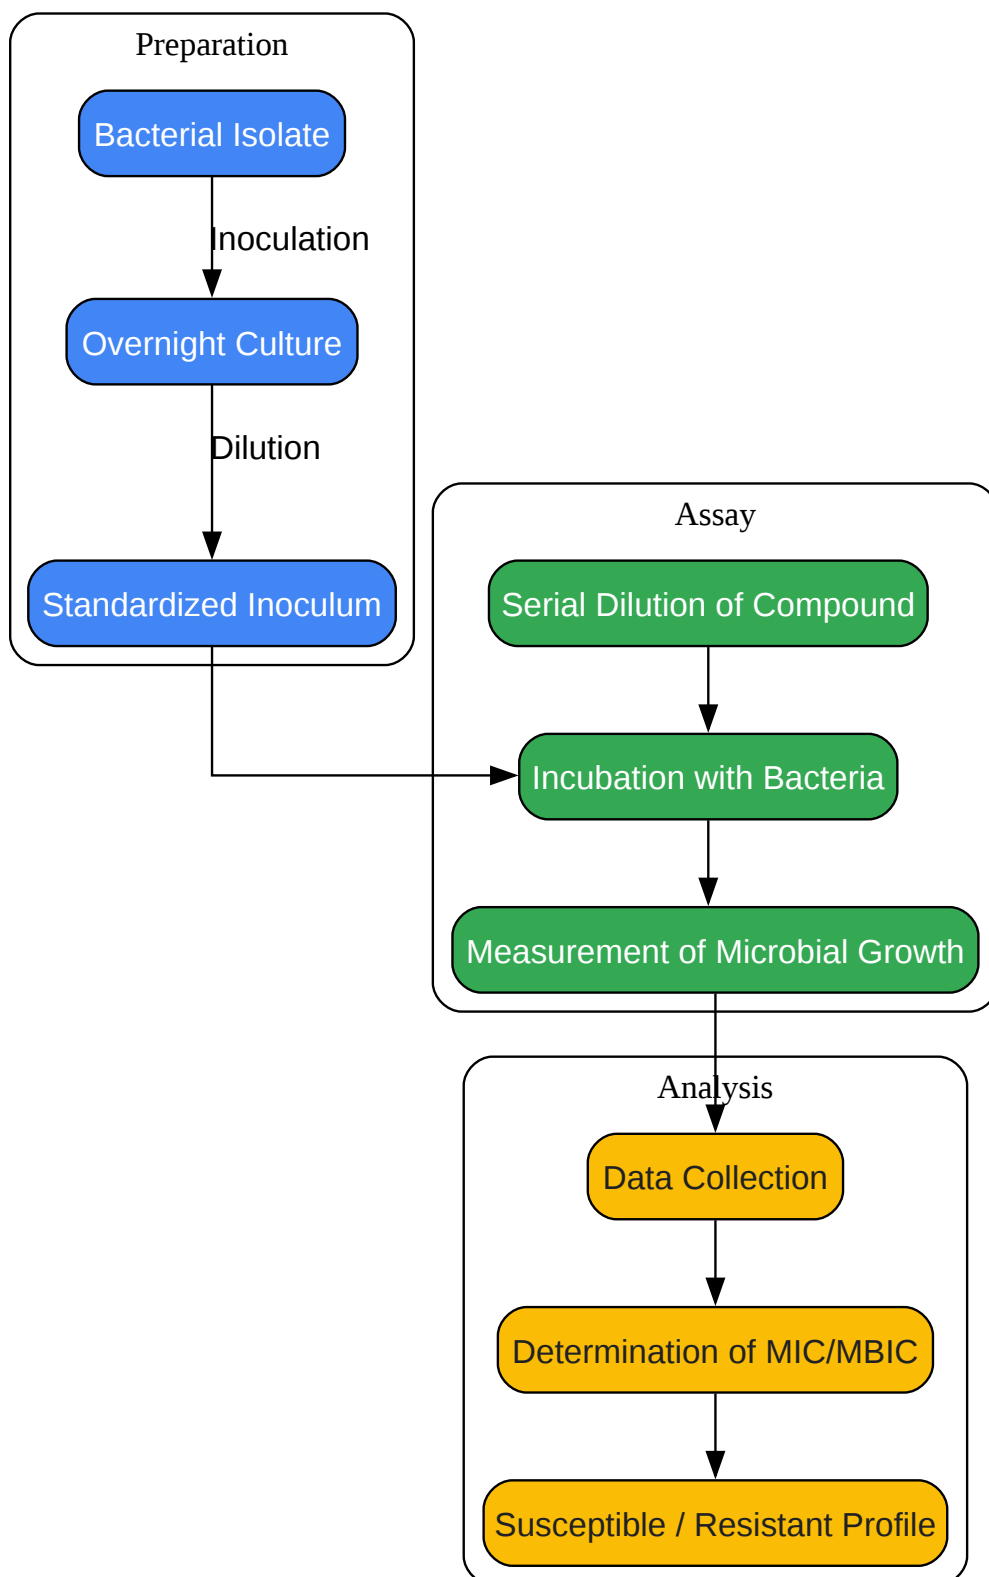 Preparation
Bacterial Isolate
Inoculation
Overnight Culture
Dilution
Standardized Inoculum
Assay
Serial Dilution of Compound
Incubation with Bacteria
Measurement of Microbial Growth
Analysis
Data Collection
Determination of MIC/MBIC
Susceptible / Resistant Profile